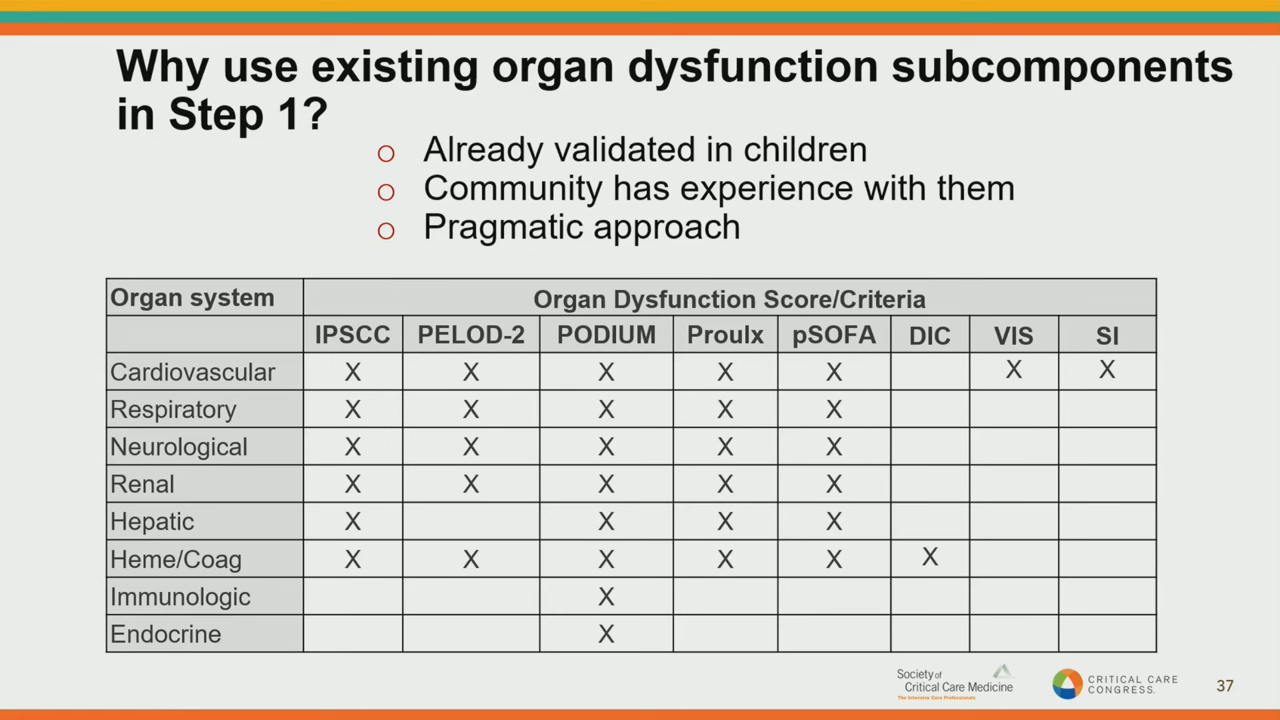 Why use existing organ dysfunction subcomponents
in Step 1?
o Already validated in children
o Community has experience with them
o Pragmatic approach
Organ system Organ Dysfunction Score/Criteria
IPSCC PELOD-2 PODIUM Proulx pSOFA DIC VIS SI
Cardiovascular X X X X X X X
Respiratory X X X X X
Neurological X X X X X
Renal X X X X X
Hepatic X X X X
Heme/Coag X X X X X X
Immunologic X
Endocrine X
Society of
Critical Care Medicine
The Intensive Care Professionals
CRITICAL CARE
CONGRESS.
37